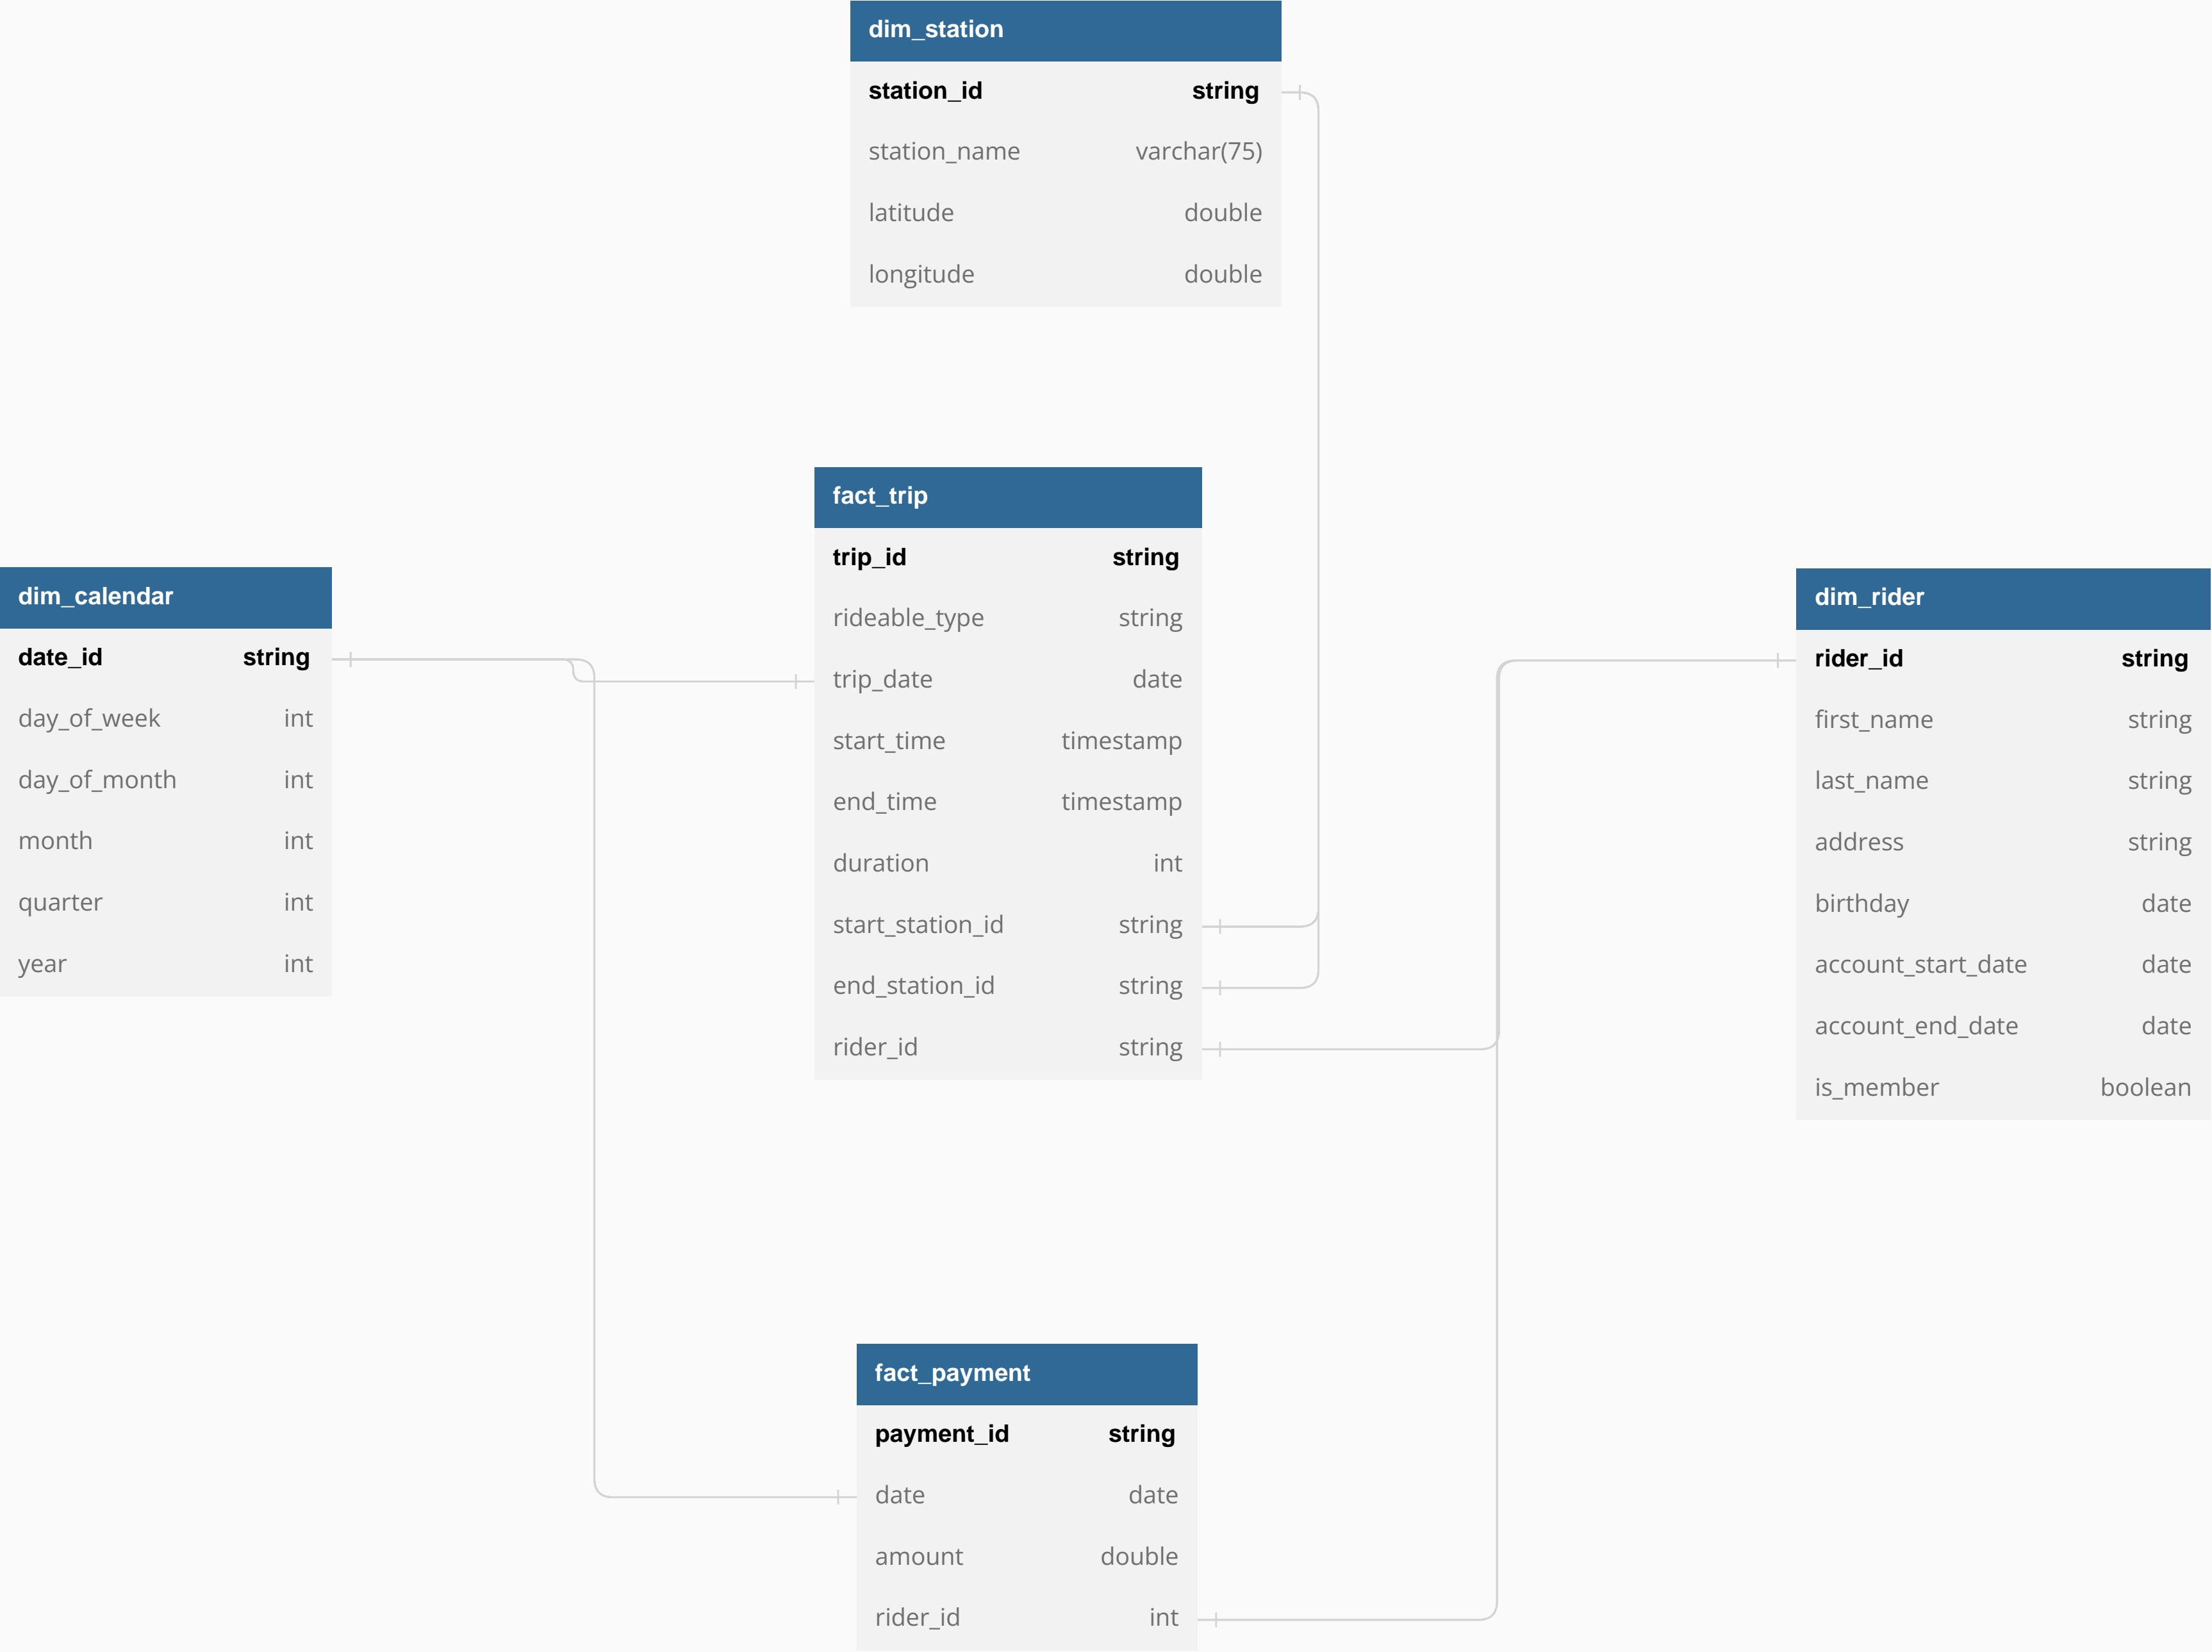 dim_station
station_id string
station_name varchar(75)
latitude double
longitude double
fact_trip
trip_id string
rideable_type string
trip_date date
start_time timestamp
end_time timestamp
duration int
start_station_id string
end_station_id string
rider_id string
dim_calendar
date_id string
day_of_week int
day_of_month int
month int
quarter int
year int
dim_rider
rider_id string
first_name string
last_name string
address string
birthday date
account_start_date date
account_end_date date
is_member boolean
fact_payment
payment_id string
date date
amount double
rider_id int